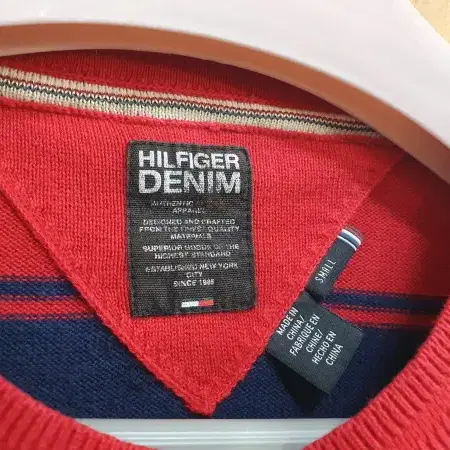 HILFIGER
DENIM
AUTHENTIC
APPAREL
DESIGNED AND CRAFTED
FROM THE FINEST QUALITY
MATERIALS
SUPERIOR GOODS OF THE
HIGHEST STANDARD
ESTABLISHED NEW YORK
CITY
SINCE 1985
SMALL
MADE IN
CHINA/
FABRIQUE EN
CHINE/
HECHO EN
CHINA